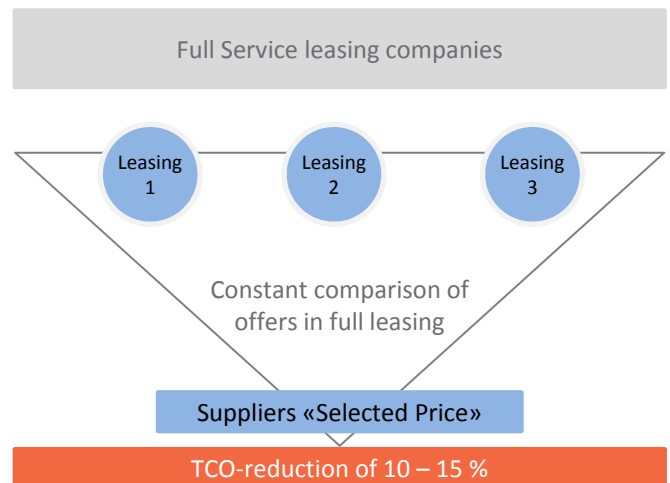 Full Service leasing companies
Leasing
1
Leasing
2
Leasing
3
Constant comparison of
offers in full leasing
Suppliers «Selected Price»
TCO-reduction of 10 – 15 %